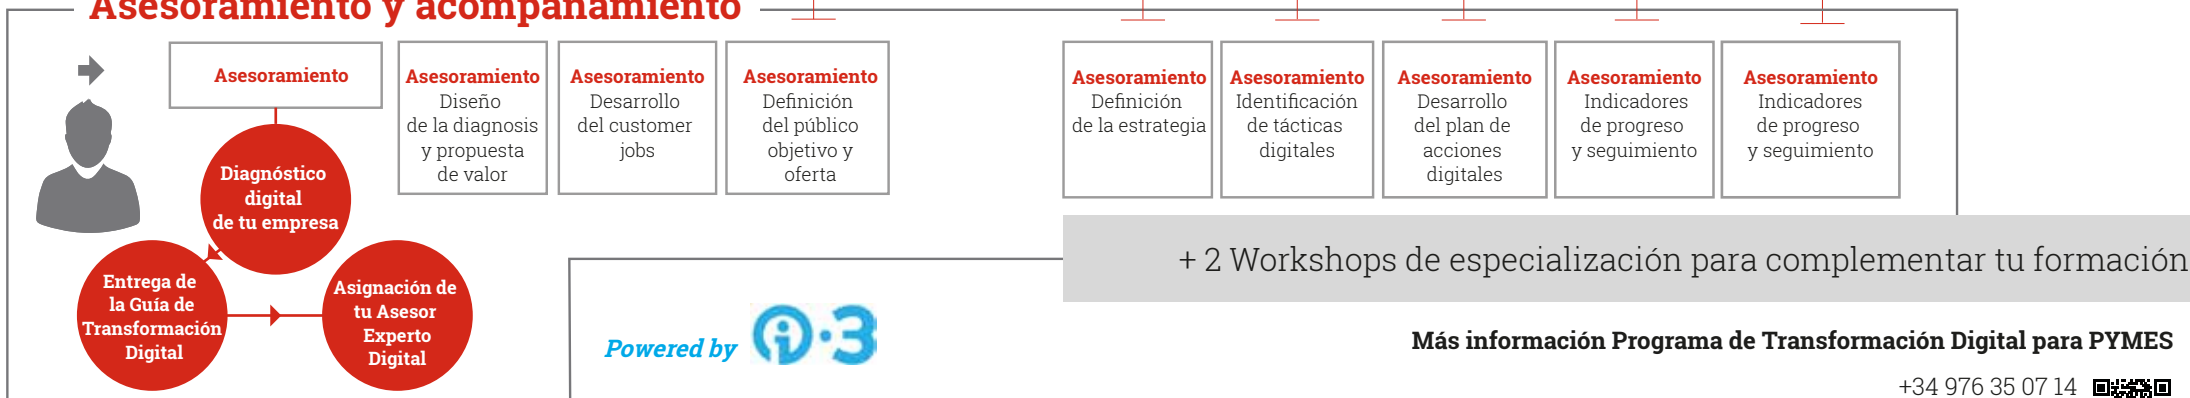 Asesoramiento y acompañamiento
Asesoramiento
Diagnóstico
digital
de tu empresa
Entrega de
la Guía de
Transformación
Digital
Asignación de
tu Asesor
Experto
Digital
Asesoramiento
Diseño
de la diagnosis
y propuesta
de valor
Asesoramiento
Desarrollo
del customer
jobs
Asesoramiento
Definición
del público
objetivo y
oferta
Asesoramiento
Definición
de la estrategia
Asesoramiento
Identificación
de tácticas
digitales
Asesoramiento
Desarrollo
del plan de
acciones
digitales
Asesoramiento
Indicadores
de progreso
y seguimiento
Asesoramiento
Indicadores
de progreso
y seguimiento
+ 2 Workshops de especialización para complementar tu formación
Powered by i·3
Más información Programa de Transformación Digital para PYMES
+34 976 35 07 14